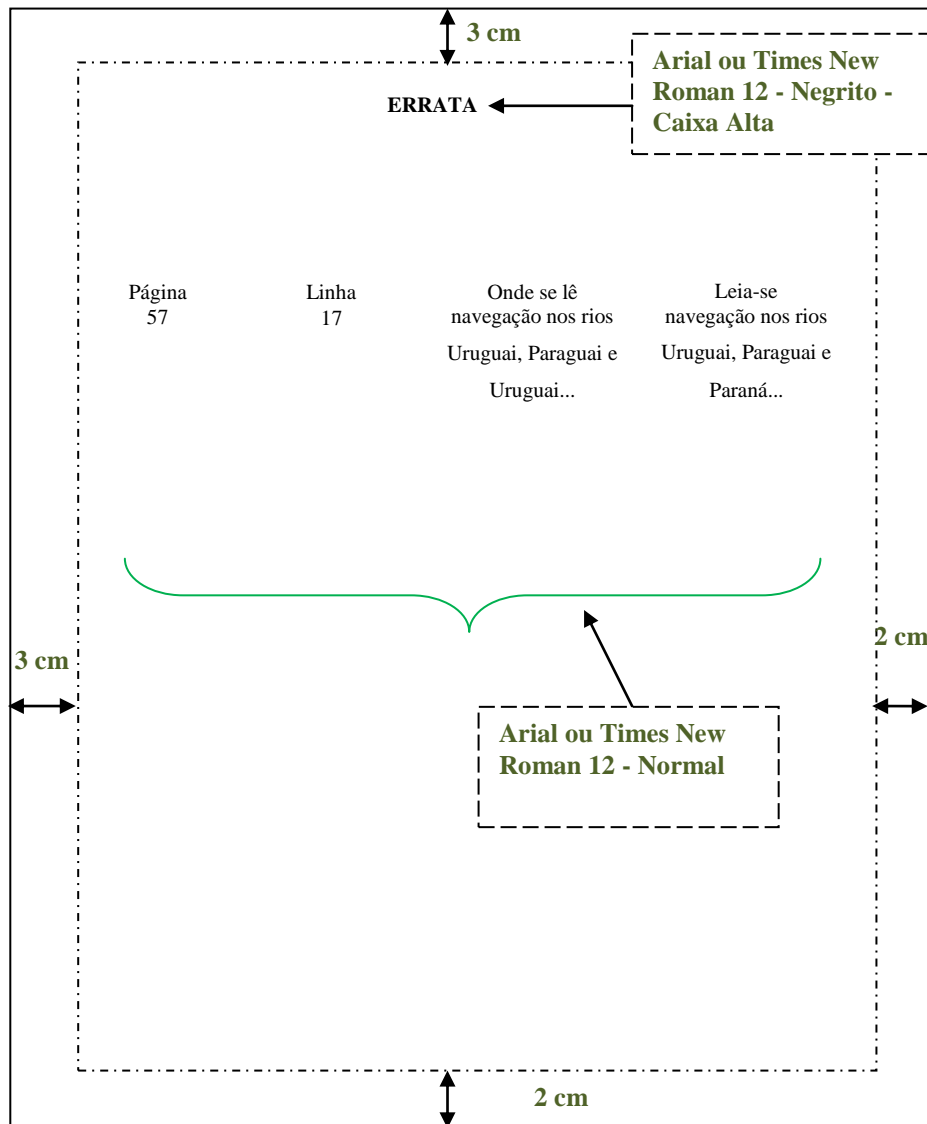 3 cm
Arial ou Times New
Roman 12 - Negrito -
Caixa Alta
ERRATA
Página
57
Linha
17
Onde se lê
navegação nos rios
Uruguai, Paraguai e
Uruguai...
Leia-se
navegação nos rios
Uruguai, Paraguai e
Paraná...
3 cm
2 cm
Arial ou Times New
Roman 12 - Normal
2 cm